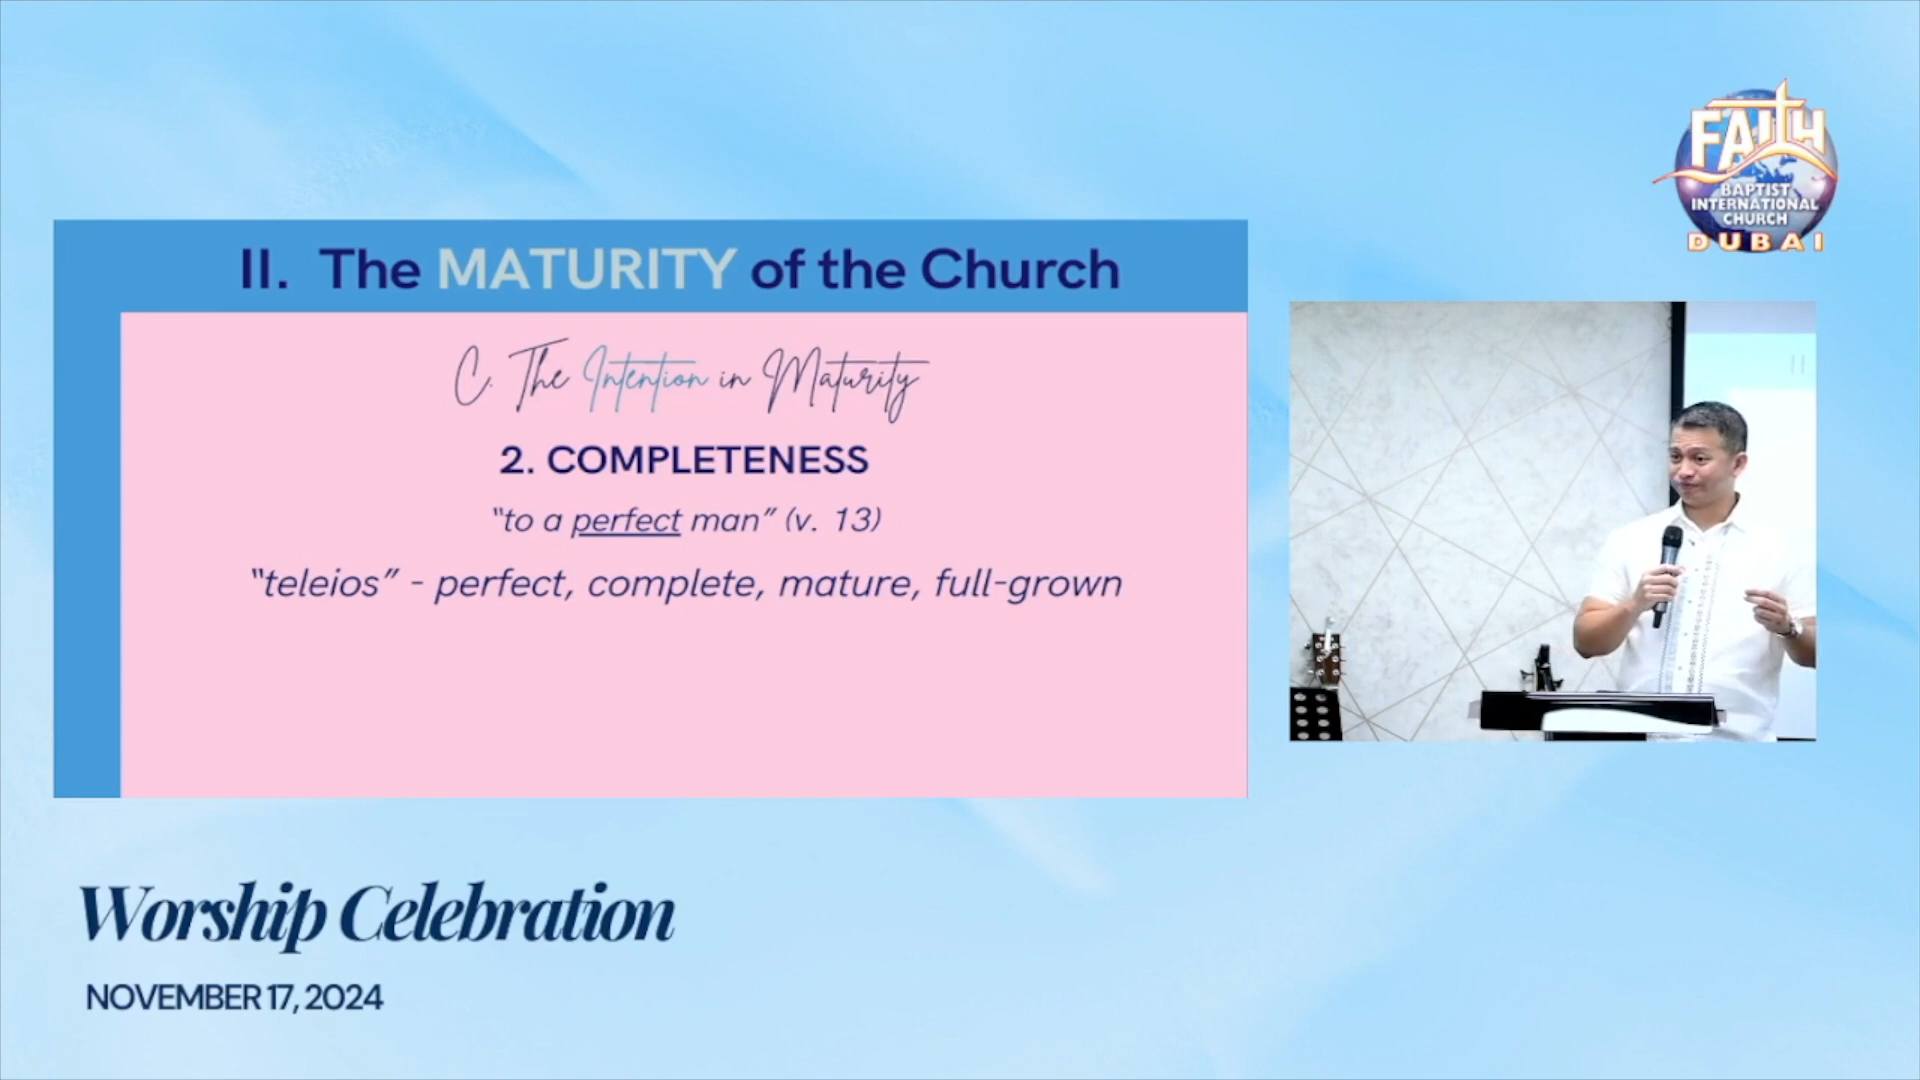 FAITH
BAPTIST
INTERNATIONAL
CHURCH
DUBAI
II. The MATURITY of the Church
C. The Intention in Maturity
2. COMPLETENESS
“to a perfect man” (v. 13)
“teleios” - perfect, complete, mature, full-grown
Worship Celebration
NOVEMBER 17, 2024